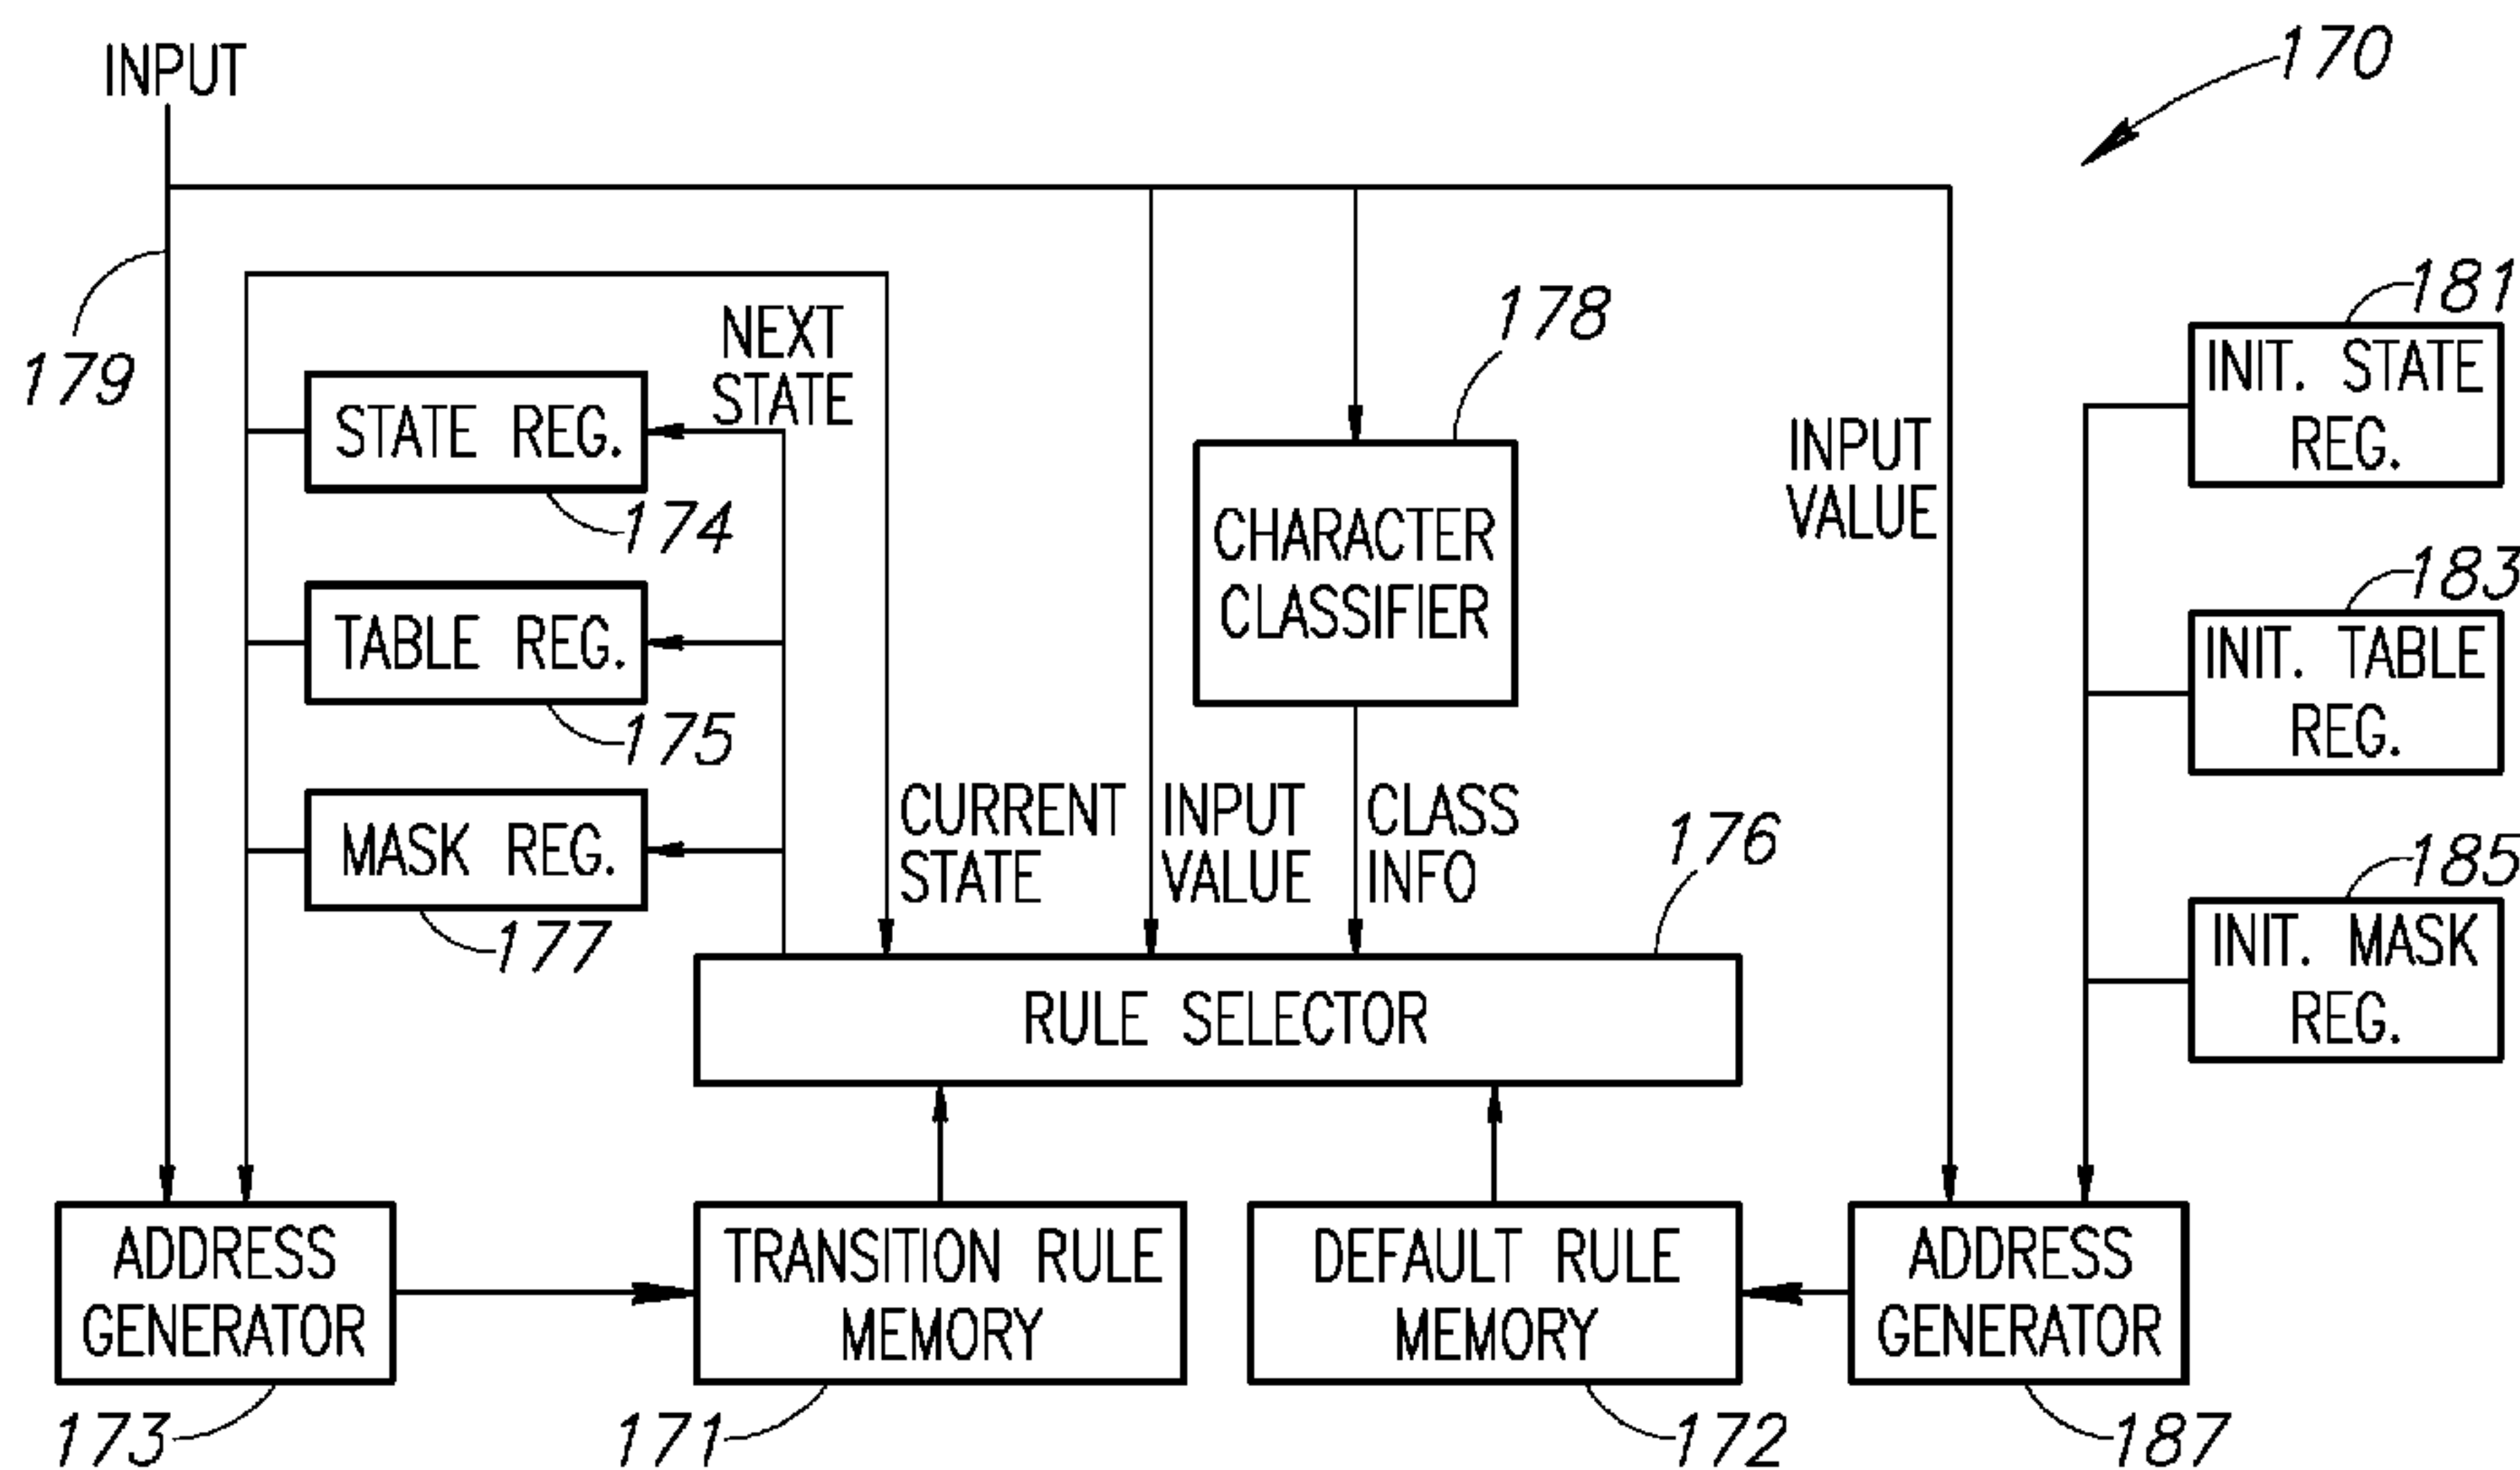 INPUT
170
179
NEXT
STATE
178
181
INIT. STATE
REG.
STATE REG.
174
INPUT
VALUE
CHARACTER
CLASSIFIER
183
INIT. TABLE
REG.
TABLE REG.
175
MASK REG.
177
CURRENT
STATE
INPUT
VALUE
CLASS
INFO
176
185
INIT. MASK
REG.
RULE SELECTOR
ADDRESS
GENERATOR
TRANSITION RULE
MEMORY
DEFAULT RULE
MEMORY
ADDRESS
GENERATOR
173
171
172
187